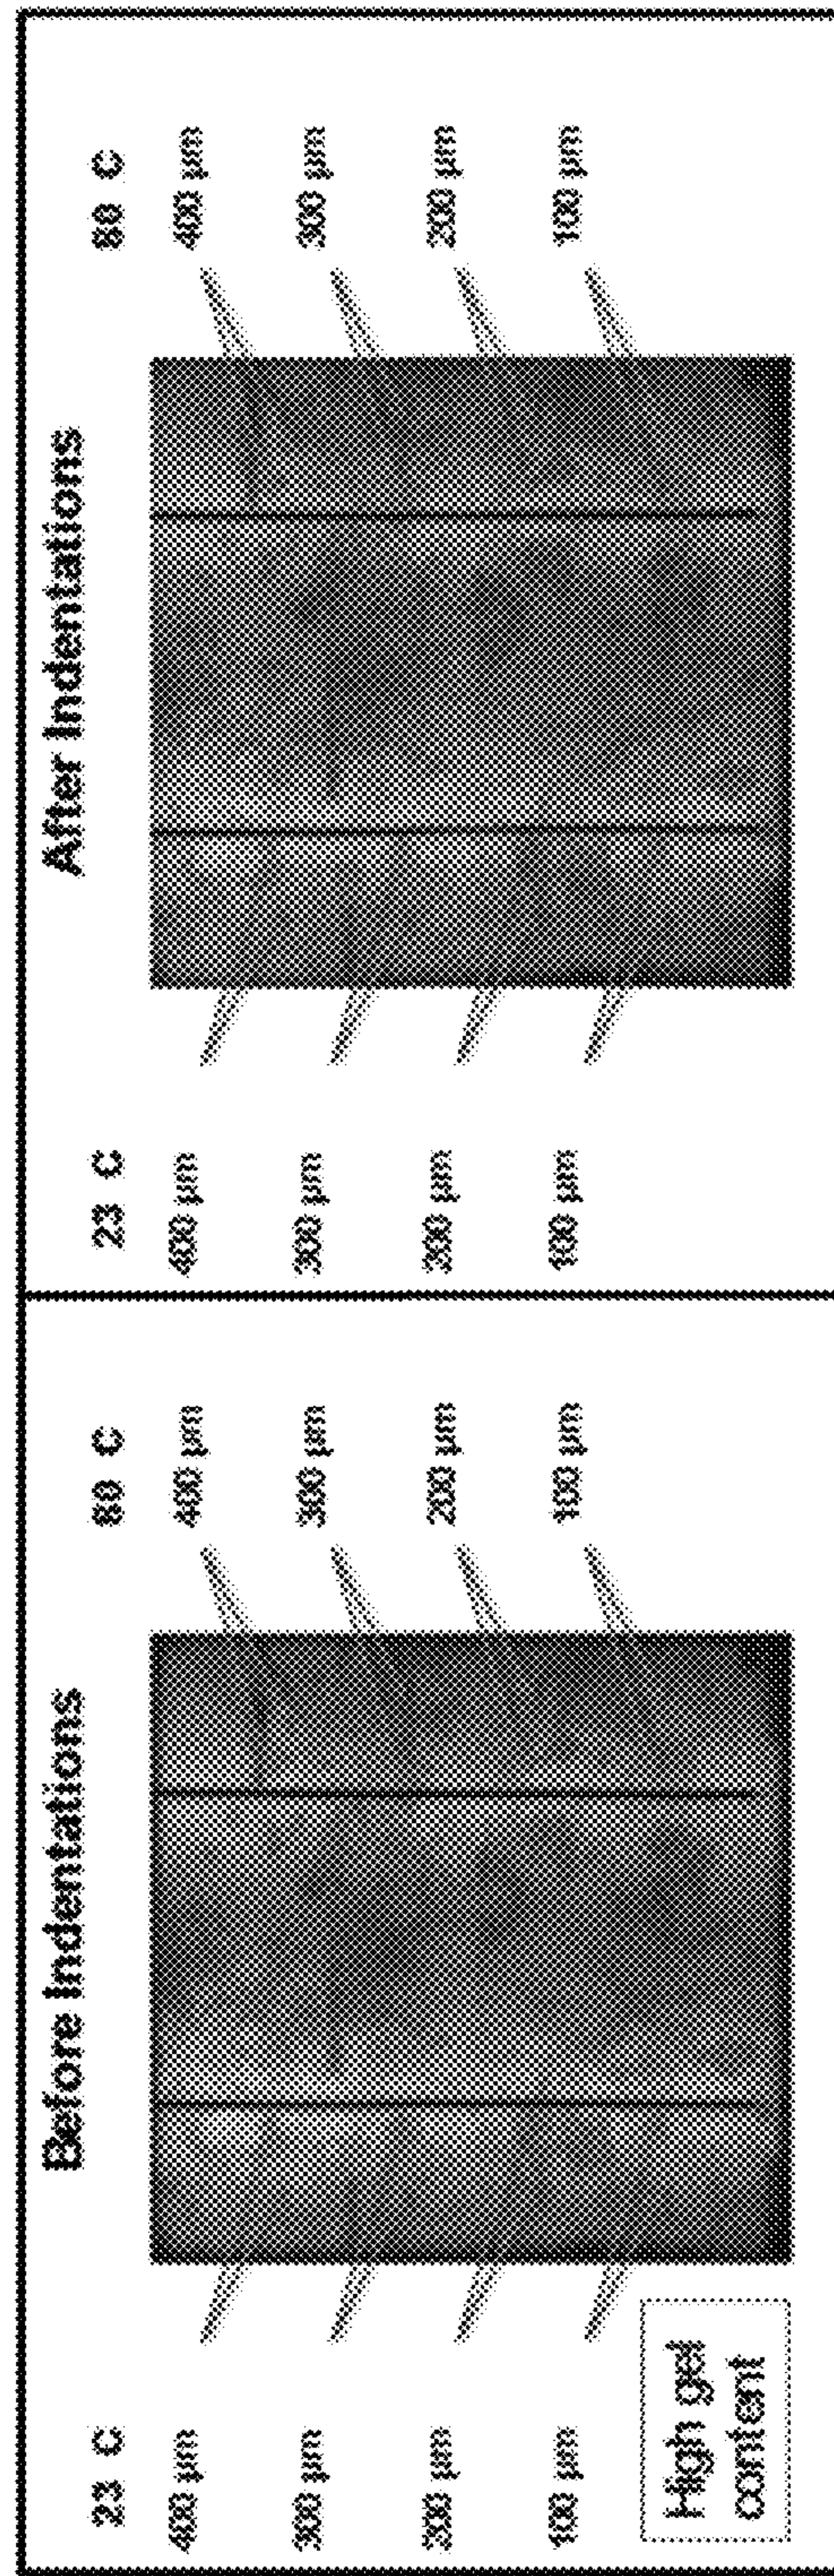 Before Indentations
23 C
80 C
400 µm
400 µm
300 µm
300 µm
200 µm
200 µm
100 µm
100 µm
High gel
content
After Indentations
23 C
80 C
400 µm
400 µm
300 µm
300 µm
200 µm
200 µm
100 µm
100 µm